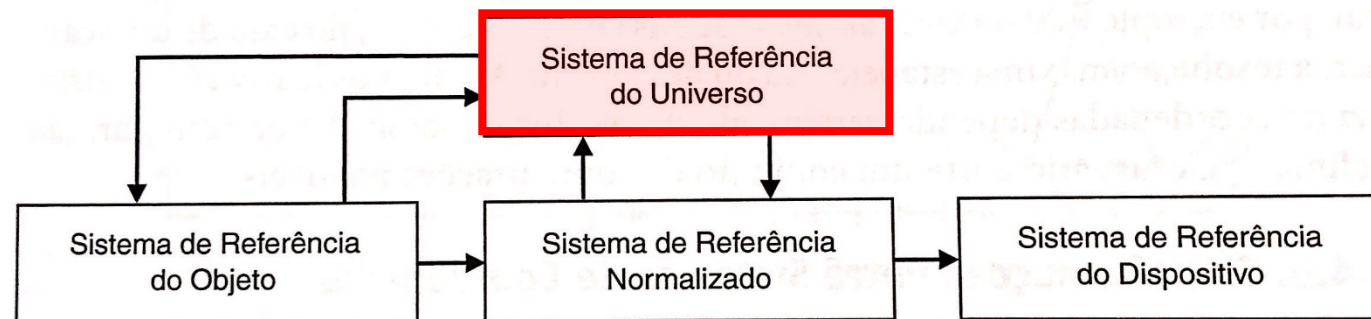 Sistema de Referência
do Universo
Sistema de Referência
do Objeto
Sistema de Referência
Normalizado
Sistema de Referência
do Dispositivo